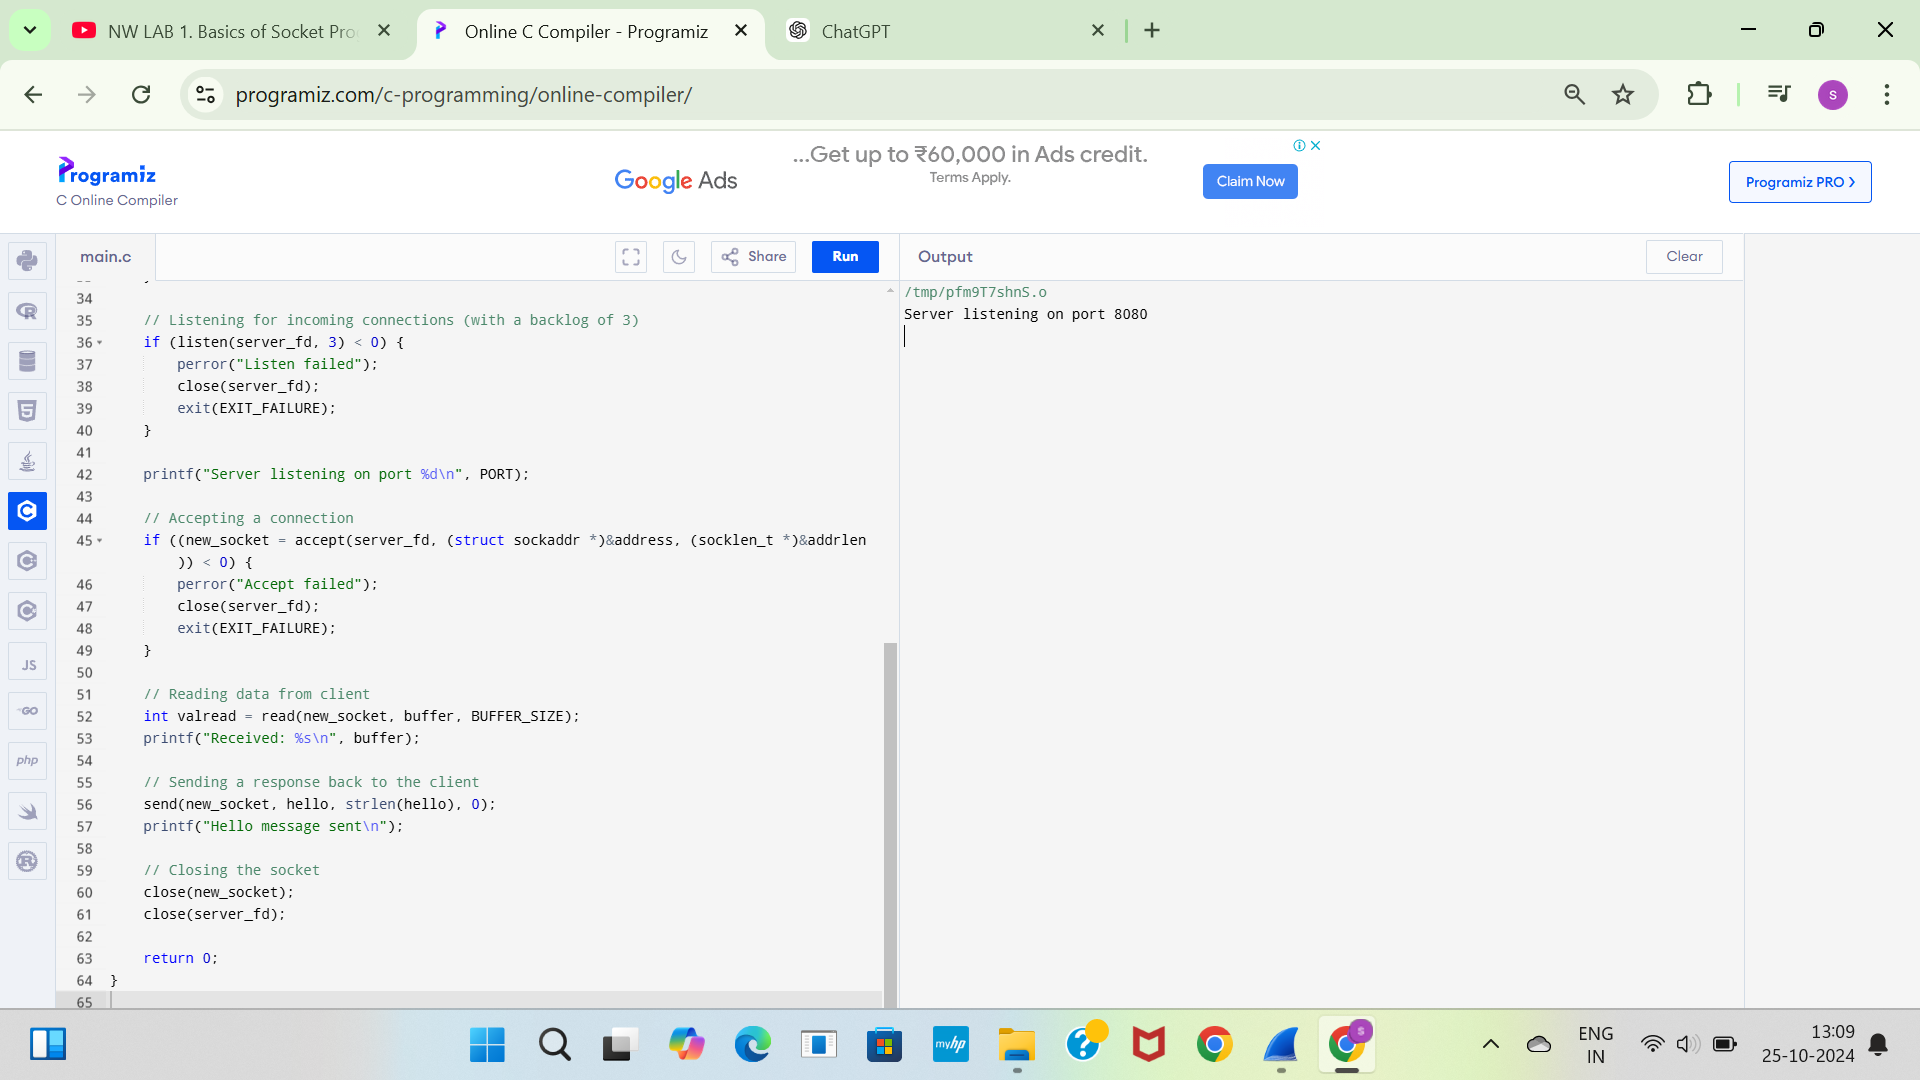 NW LAB 1. Basics of Socket Pro
Online C Compiler - Programiz
ChatGPT
programiz.com/c-programming/online-compiler/
S
Programiz
C Online Compiler
Google Ads
...Get up to ₹60,000 in Ads credit.
Terms Apply.
Claim Now
Programiz PRO
main.c
Share
Run
Output
Clear
34
35 // Listening for incoming connections (with a backlog of 3)
36 if (listen(server_fd, 3) < 0) {
37 perror("Listen failed");
38 close(server_fd);
39 exit(EXIT_FAILURE);
40 }
41
42 printf("Server listening on port %d\n", PORT);
43
44 // Accepting a connection
45 if ((new_socket = accept(server_fd, (struct sockaddr *)&address, (socklen_t *)&addrlen
)) < 0) {
46 perror("Accept failed");
47 close(server_fd);
48 exit(EXIT_FAILURE);
49 }
50
51 // Reading data from client
52 int valread = read(new_socket, buffer, BUFFER_SIZE);
53 printf("Received: %s\n", buffer);
54
55 // Sending a response back to the client
56 send(new_socket, hello, strlen(hello), 0);
57 printf("Hello message sent\n");
58
59 // Closing the socket
60 close(new_socket);
61 close(server_fd);
62
63 return 0;
64 }
65
/tmp/pfm9T7shnS.o
Server listening on port 8080
JS
GO
php
myhp
S
ENG
IN
13:09
25-10-2024